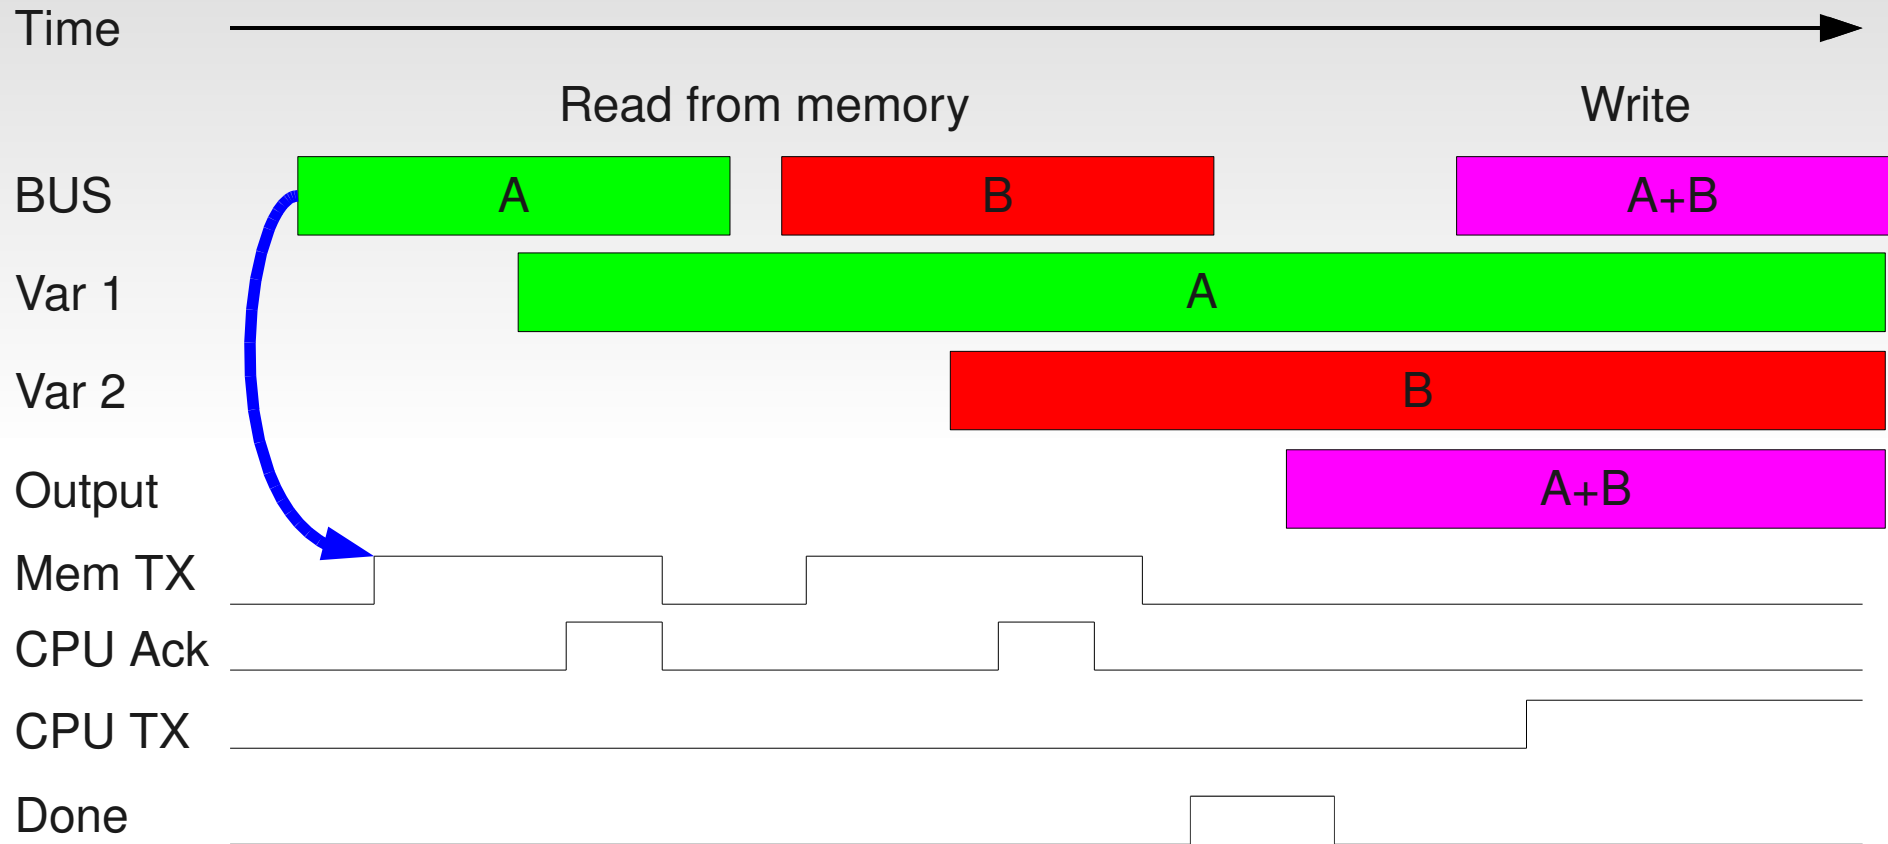 Time
Read from memory Write
BUS A B A+B
Var 1 A
Var 2 B
Output A+B
Mem TX
CPU Ack
CPU TX
Done